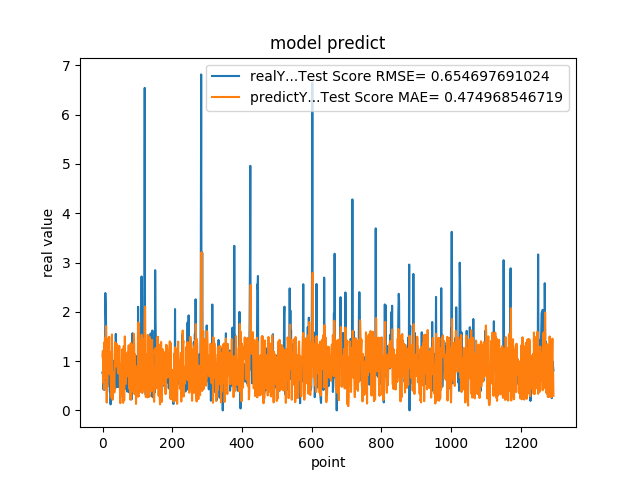 model predict
realY...Test Score RMSE= 0.654697691024
predictY...Test Score MAE= 0.474968546719
real value
7
6
5
4
3
2
1
0
0 200 400 600 800 1000 1200
point